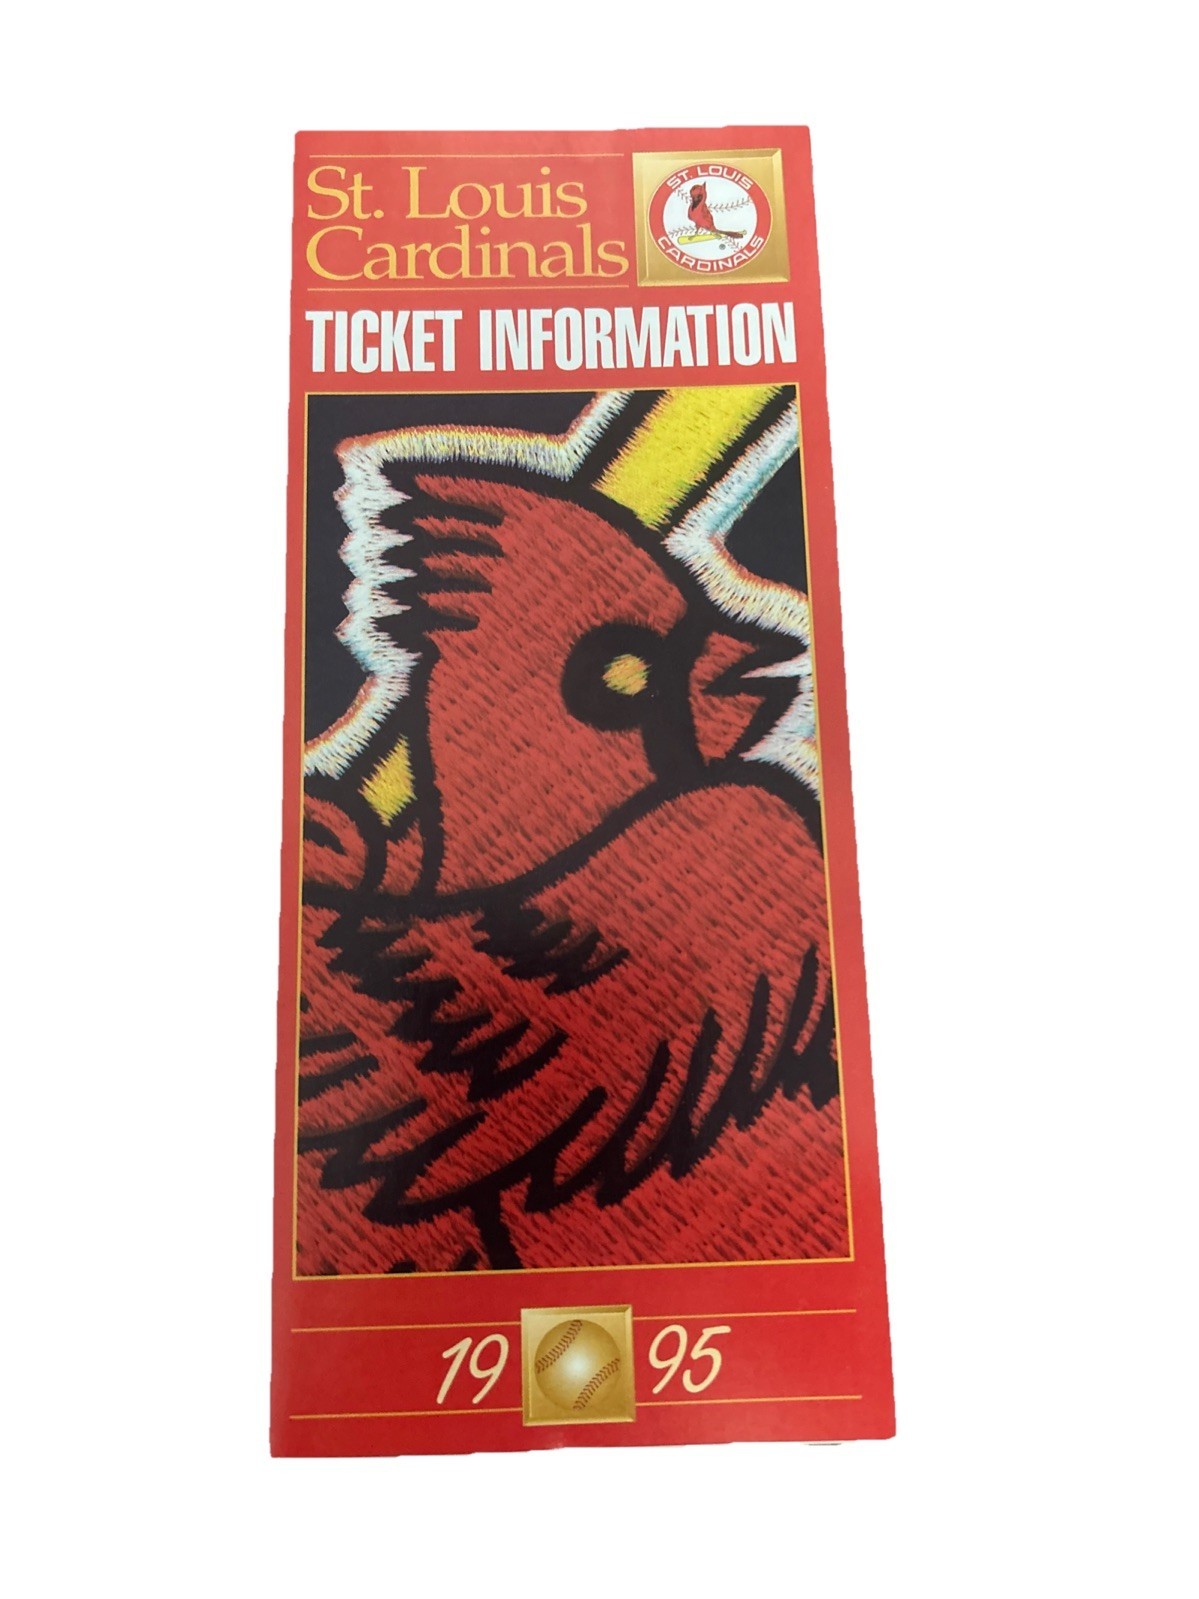 St. Louis
Cardinals
ST. LOUIS
CARDINALS
®
TICKET INFORMATION
19 95